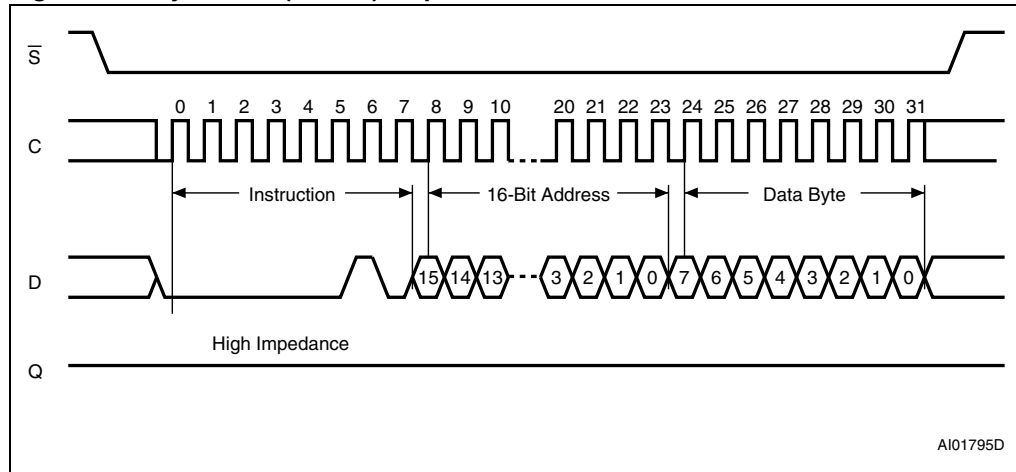 S
0 1 2 3 4 5 6 7 8 9 10 20 21 22 23 24 25 26 27 28 29 30 31
C
Instruction 16-Bit Address Data Byte
D 15 14 13 3 2 1 0 7 6 5 4 3 2 1 0
High Impedance
Q
AI01795D